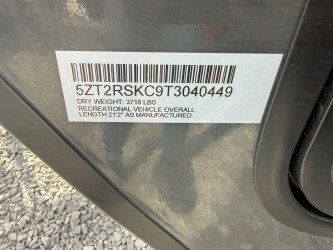 5ZT2RSKC9T3040449
DRY WEIGHT: 3718 LBS
RECREATIONAL VEHICLE OVERALL
LENGTH 21'2" AS MANUFACTURED.